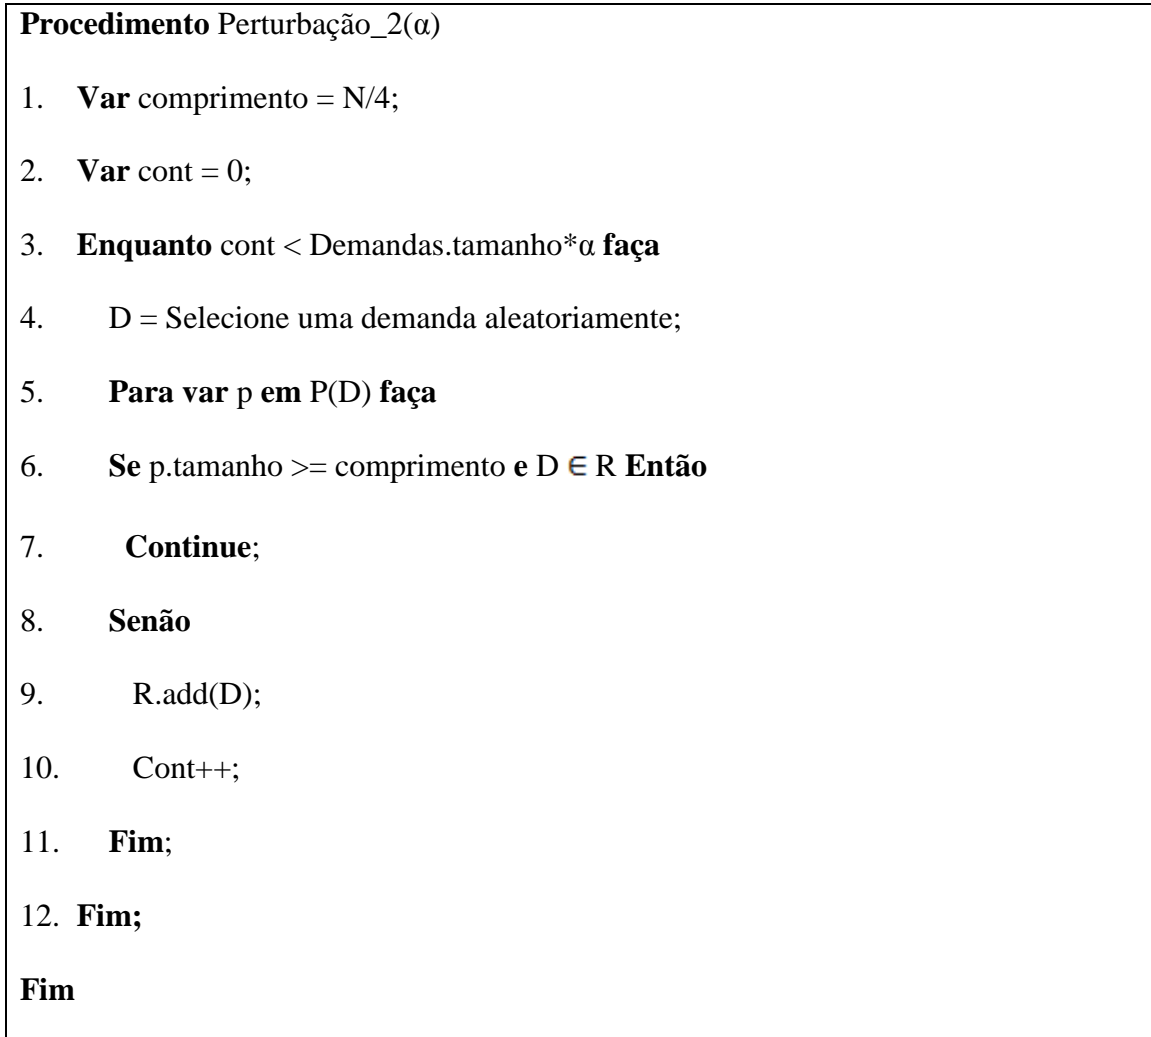 Procedimento Perturbação_2(α)
1. Var comprimento = N/4;
2. Var cont = 0;
3. Enquanto cont < Demandas.tamanho*α faça
4. D = Selecione uma demanda aleatoriamente;
5. Para var p em P(D) faça
6. Se p.tamanho >= comprimento e D ∈ R Então
7. Continue;
8. Senão
9. R.add(D);
10. Cont++;
11. Fim;
12. Fim;
Fim